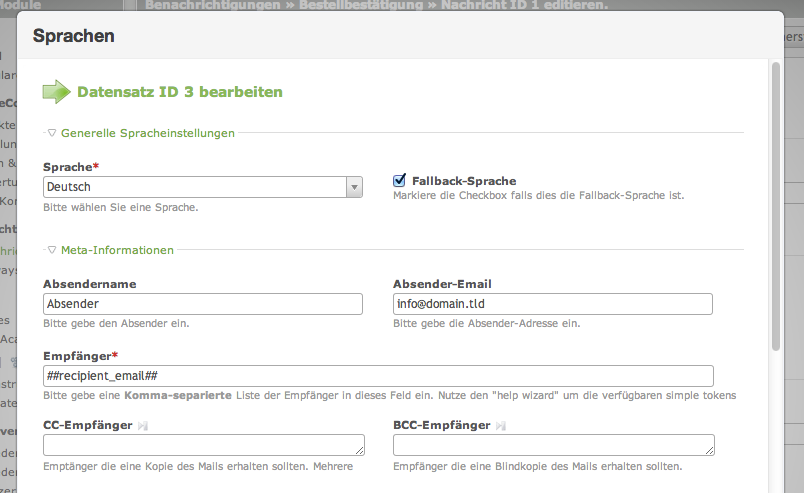 Module
Benachrichtigungen » Bestellbestätigung » Nachricht ID 1 editieren.
Sprachen
Datensatz ID 3 bearbeiten
Generelle Spracheinstellungen
Sprache*
Fallback-Sprache
Deutsch
Markiere die Checkbox falls dies die Fallback-Sprache ist.
Bitte wählen Sie eine Sprache.
Meta-Informationen
Absendername Absender-Email
Absender info@domain.tld
Bitte gebe den Absender ein. Bitte gebe die Absender-Adresse ein.
Empfänger*
##recipient_email##
Bitte gebe eine Komma-separierte Liste der Empfänger in dieses Feld ein. Nutze den "help wizard" um die verfügbaren simple tokens
CC-Empfänger BCC-Empfänger
Emptänger die eine Kopie des Mails erhalten sollten. Mehrere Empfänger die eine Blindkopie des Mails erhalten sollten.